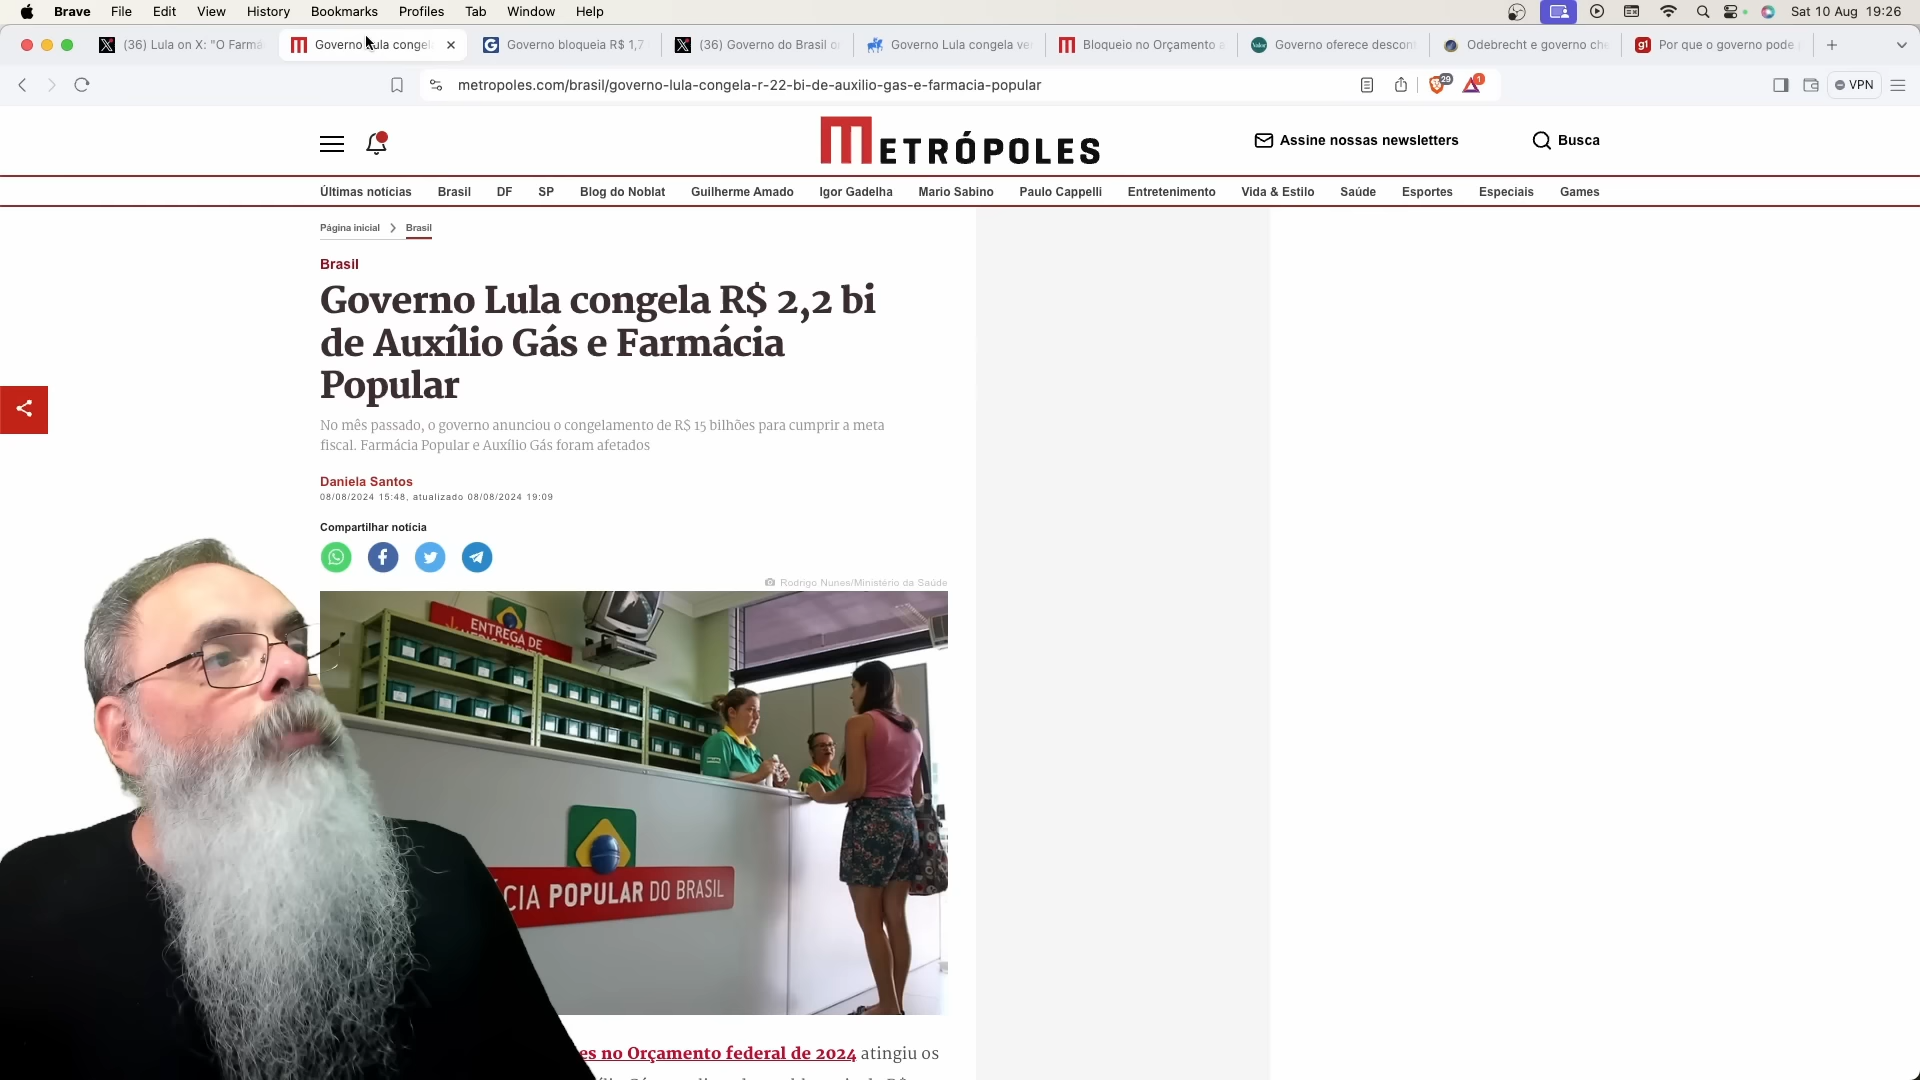 Brave File Edit View History Bookmarks Profiles Tab Window Help Sat 10 Aug 19:26
(36) Lula on X: "O Farmá
Governo Lula congel
Governo bloqueia R$ 1,7
(36) Governo do Brasil o
Governo Lula congela ver
Bloqueio no Orçamento a
Governo oferece descont
Odebrecht e governo che
Por que o governo pode
metropoles.com/brasil/governo-lula-congela-r-22-bi-de-auxilio-gas-e-farmacia-popular
29
1
VPN
METRÓPOLES
Assine nossas newsletters
Busca
Últimas notícias Brasil DF SP Blog do Noblat Guilherme Amado Igor Gadelha Mario Sabino Paulo Cappelli Entretenimento Vida & Estilo Saúde Esportes Especiais Games
Página inicial Brasil
Brasil
Governo Lula congela R$ 2,2 bi
de Auxílio Gás e Farmácia
Popular
No mês passado, o governo anunciou o congelamento de R$ 15 bilhões para cumprir a meta
fiscal. Farmácia Popular e Auxílio Gás foram afetados
Daniela Santos
08/08/2024 15:48, atualizado 08/08/2024 19:09
Compartilhar notícia
Rodrigo Nunes/Ministério da Saúde
ENTREGA DE
MEDICAMENTOS
CIA POPULAR DO BRASIL
es no Orçamento federal de 2024 atingiu os